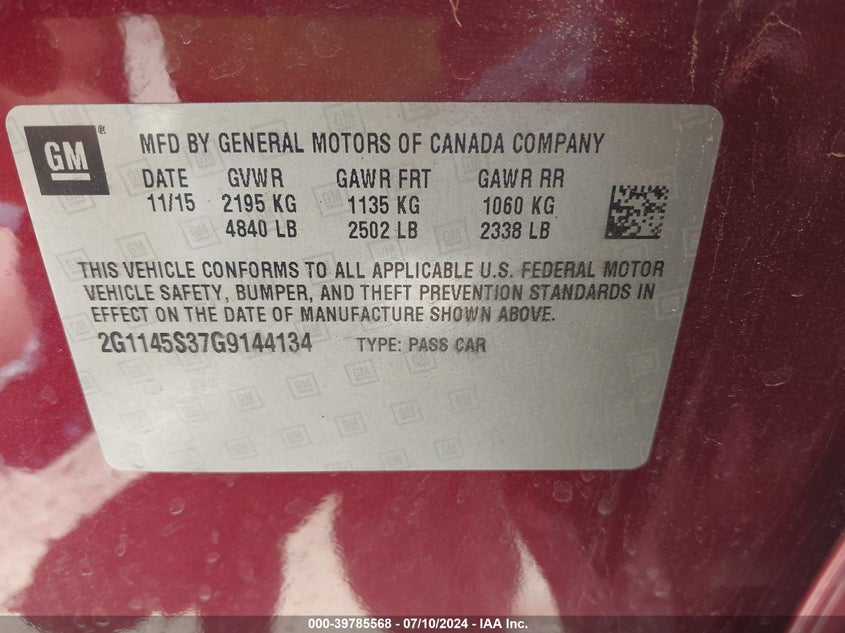 GM
MFD BY GENERAL MOTORS OF CANADA COMPANY
DATE GVWR GAWR FRT GAWR RR
11/15 2195 KG 1135 KG 1060 KG
4840 LB 2502 LB 2338 LB
THIS VEHICLE CONFORMS TO ALL APPLICABLE U.S. FEDERAL MOTOR
VEHICLE SAFETY, BUMPER, AND THEFT PREVENTION STANDARDS IN
EFFECT ON THE DATE OF MANUFACTURE SHOWN ABOVE.
2G1145S37G9144134 TYPE: PASS CAR
000-39785568 - 07/10/2024 - IAA Inc.